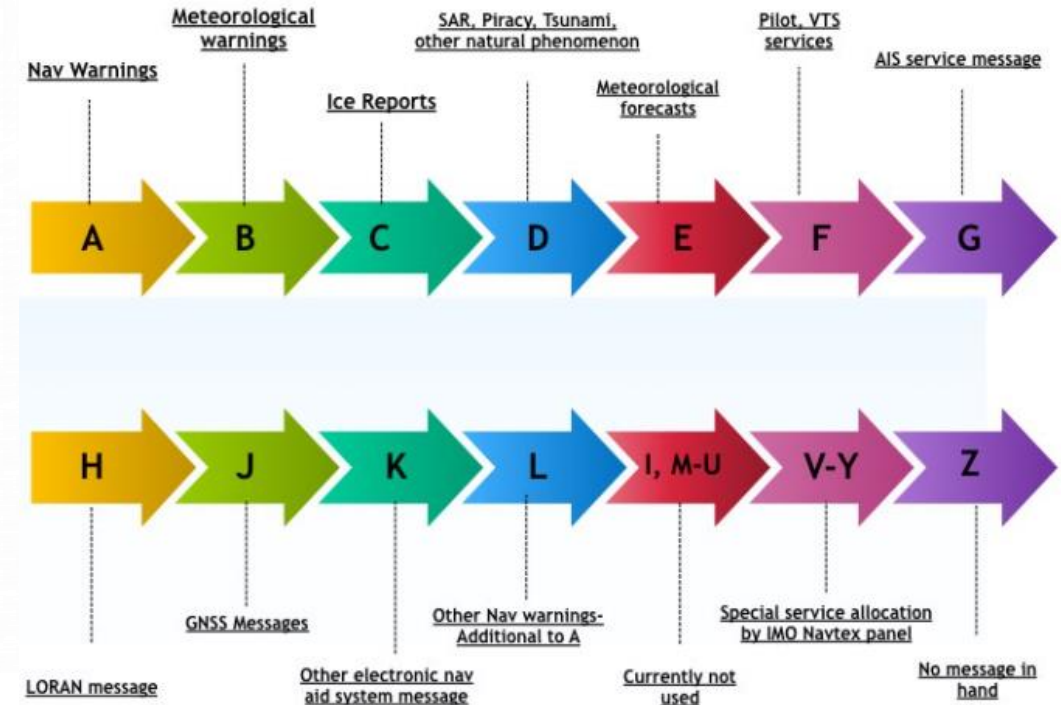 Nav Warnings
Meteorological
warnings
Ice Reports
SAR, Piracy, Tsunami,
other natural phenomenon
Meteorological
forecasts
Pilot, VTS
services
AIS service message
A
B
C
D
E
F
G
H
J
K
L
I, M-U
V-Y
Z
LORAN message
GNSS Messages
Other electronic nav
aid system message
Other Nav warnings-
Additional to A
Currently not
used
Special service allocation
by IMO Navtex panel
No message in
hand